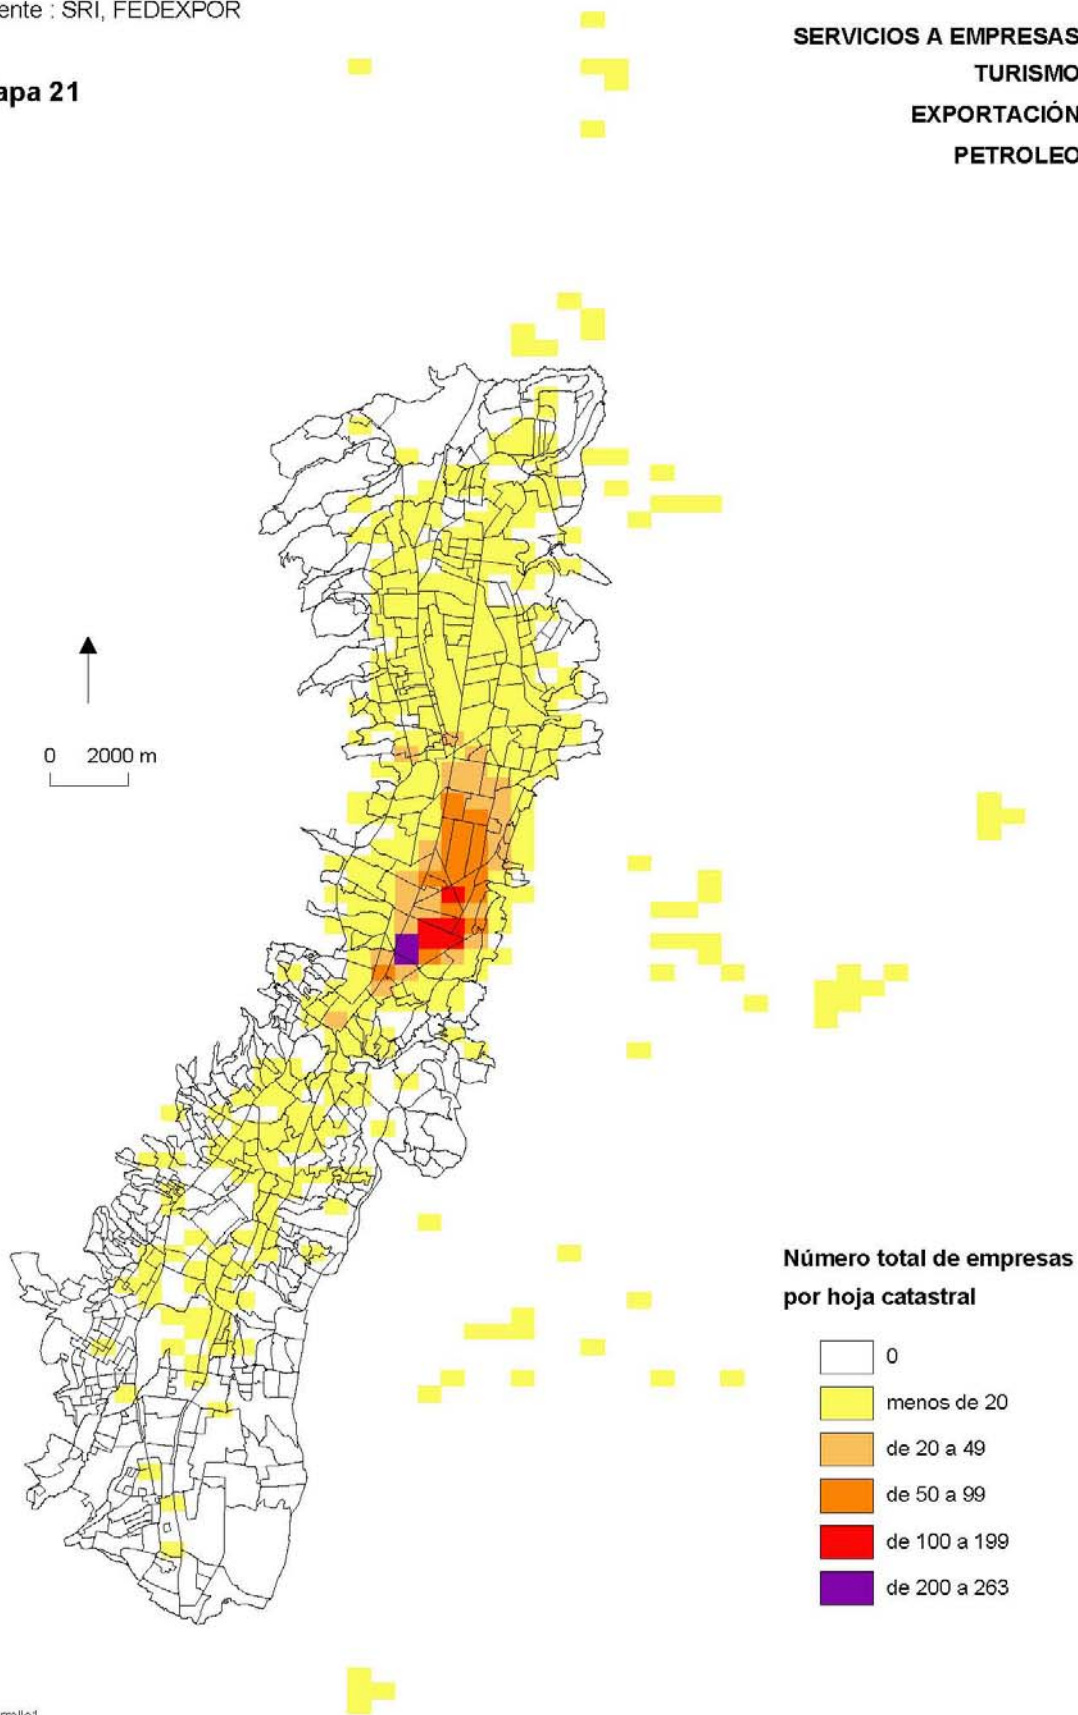 ente : SRI, FEDEXPOR
apa 21
SERVICIOS A EMPRESAS
TURISMO
EXPORTACIÓN
PETROLEO
0 2000 m
Número total de empresas
por hoja catastral
0
menos de 20
de 20 a 49
de 50 a 99
de 100 a 199
de 200 a 263